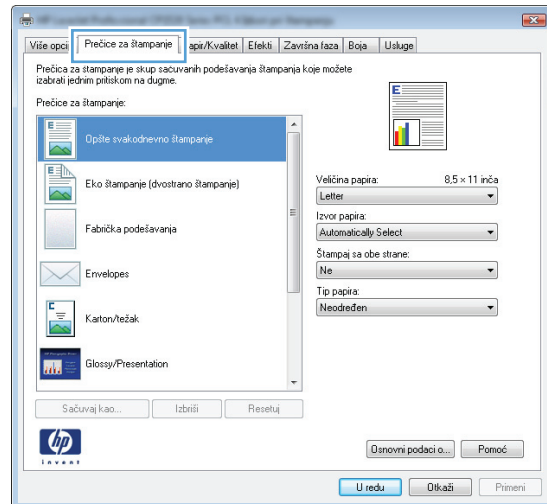 Više opci
Prečice za štampanje
apir/Kvalitet
Efekti
Završna faza
Boja
Usluge
Prečica za štampanje je skup sačuvanih podešavanja štampanja koje možete
izabrati jednim pritiskom na dugme.
Prečice za štampanje:
Opšte svakodnevno štampanje
Eko štampanje (dvostrano štampanje)
Fabrička podešavanja
Envelopes
Karton/težak
Glossy/Presentation
Sačuvaj kao...
Izbriši
Resetuj
E
Veličina papira:
8,5 × 11 inča
Letter
Izvor papira:
Automatically Select
Štampaj sa obe strane:
Ne
Tip papira:
Neodređen
hp
invent
Osnovni podaci o...
Pomoć
U redu
Otkaži
Primeni